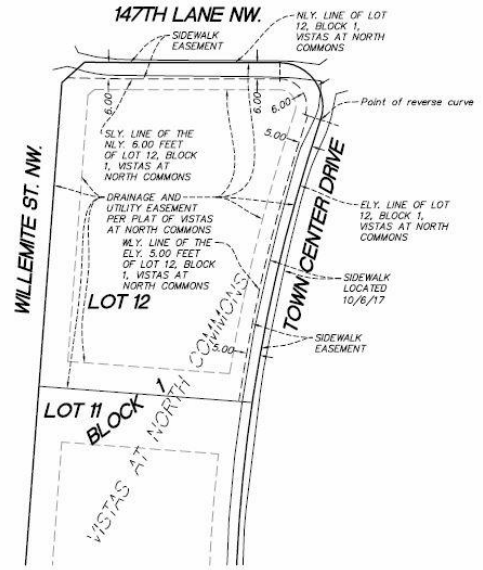 147TH LANE NW.
NLY. LINE OF LOT
12, BLOCK 1,
VISTAS AT NORTH
COMMONS
SIDEWALK
EASEMENT
6.00
6.00
6.00
Point of reverse curve
5.00
SLY. LINE OF THE
NLY. 6.00 FEET
OF LOT 12, BLOCK
1, VISTAS AT
NORTH COMMONS
WILLEMITE ST. NW.
TOWN CENTER DRIVE
DRAINAGE AND
UTILITY EASEMENT
PER PLAT OF VISTAS
AT NORTH COMMONS
ELY. LINE OF LOT
12, BLOCK 1,
VISTAS AT NORTH
COMMONS
WLY. LINE OF THE
ELY. 5.00 FEET
OF LOT 12, BLOCK
1, VISTAS AT
NORTH COMMONS
SIDEWALK
LOCATED
10/6/17
LOT 12
SIDEWALK
EASEMENT
5.00
LOT 11
BLOCK 1
VISTAS AT NORTH COMMONS